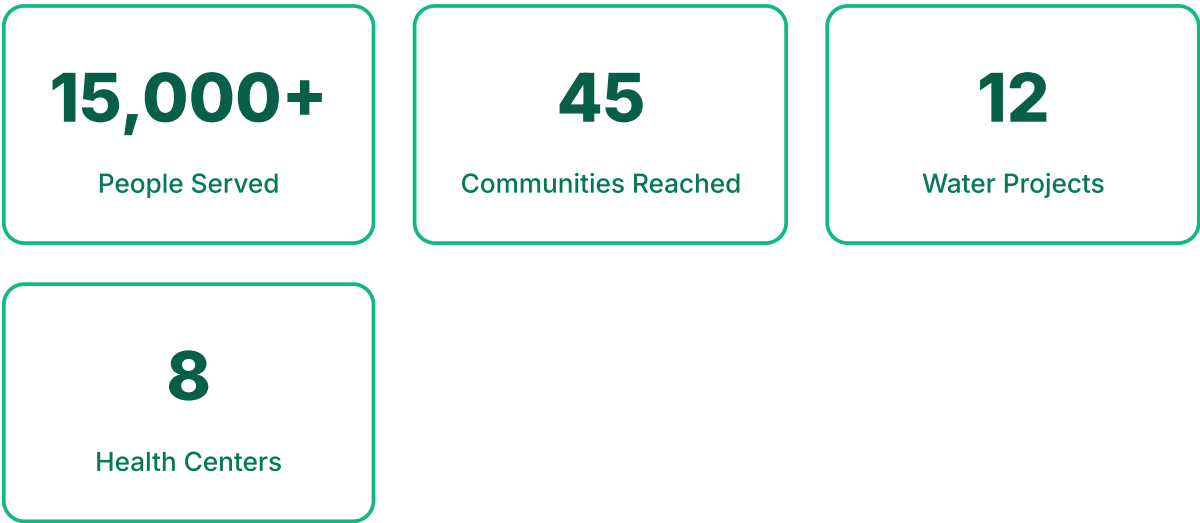 15,000+
People Served
45
Communities Reached
12
Water Projects
8
Health Centers